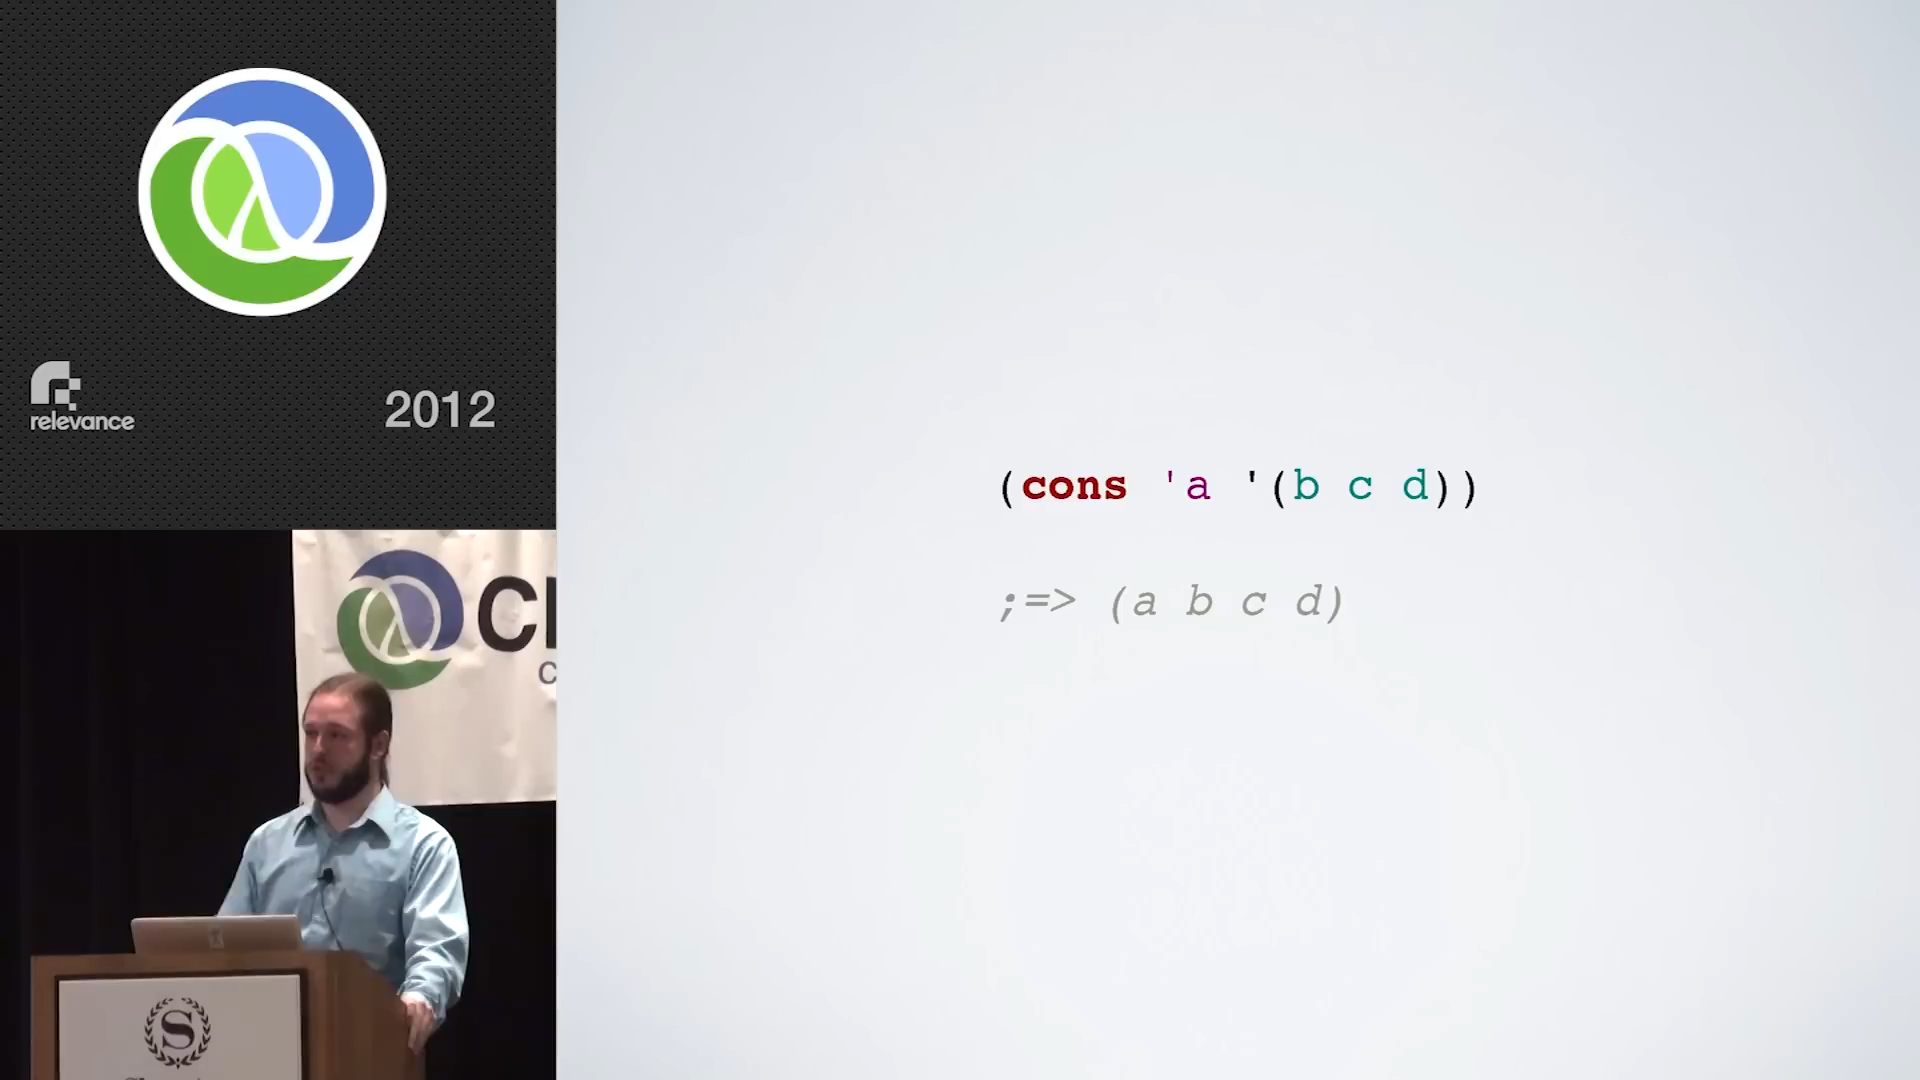 relevance
2012
(cons 'a '(b c d))
;=> (a b c d)
C
S